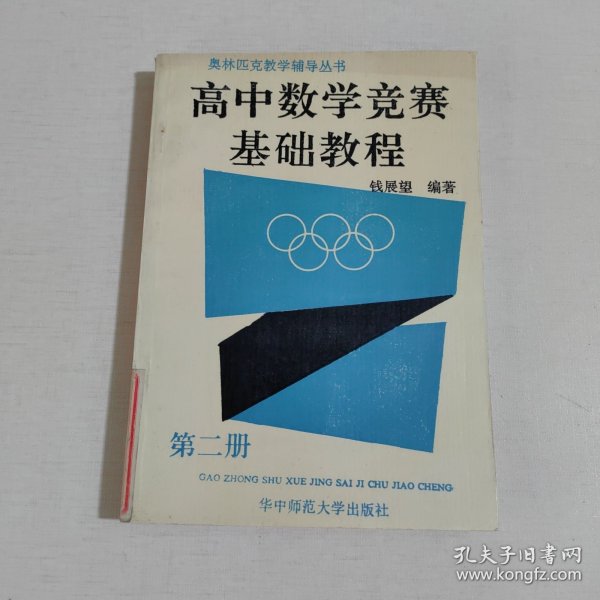 奥林匹克教学辅导丛书
高中数学竞赛
基础教程
钱展望 编著
第二册
GAO ZHONG SHU XUE JING SAI JI CHU JIAO CHENG
华中师范大学出版社
孔夫子旧书网
www.kongfz.com